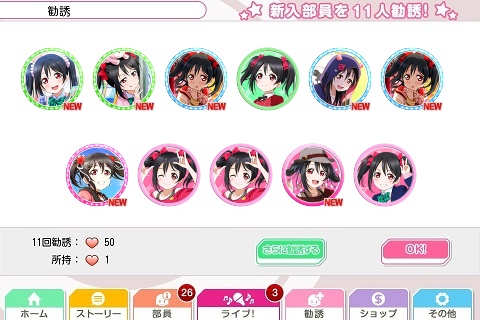 勧誘
新入部員を11人勧誘!
NEW
NEW
NEW
NEW
NEW
NEW
NEW
11回勧誘: 50
所持: 1
さらに勧誘する
OK!
26
3
ホーム
ストーリー
部員
ライブ!
勧誘
ショップ
その他